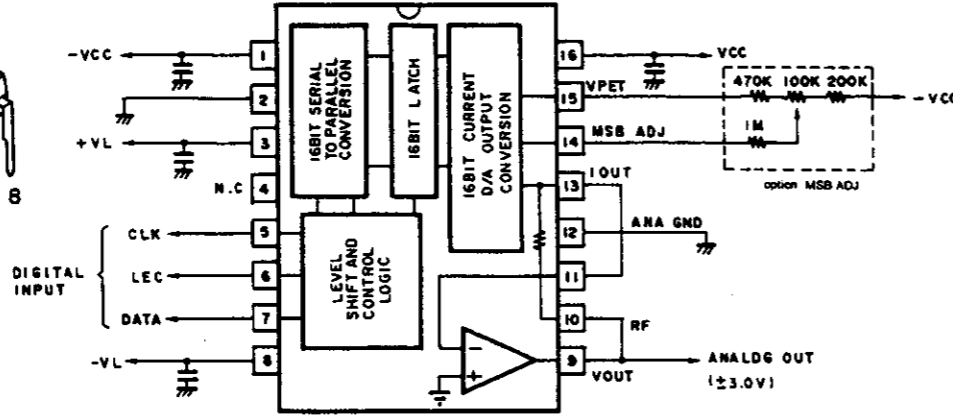 -VCC
1
2
+VL
3
N.C
4
DIGITAL
INPUT
CLK
5
LEC
6
DATA
7
-VL
8
8
16BIT SERIAL
TO PARALLEL
CONVERSION
16BIT LATCH
16BIT CURRENT
D/A OUTPUT
CONVERSION
LEVEL
SHIFT AND
CONTROL
LOGIC
-
+
16
VCC
15
VPET
470K 100K 200K
-VCC
14
MSB ADJ
1M
option MSB ADJ
13
IOUT
12
ANA GND
11
10
RF
9
VOUT
ANALDG OUT
(±3.0V)